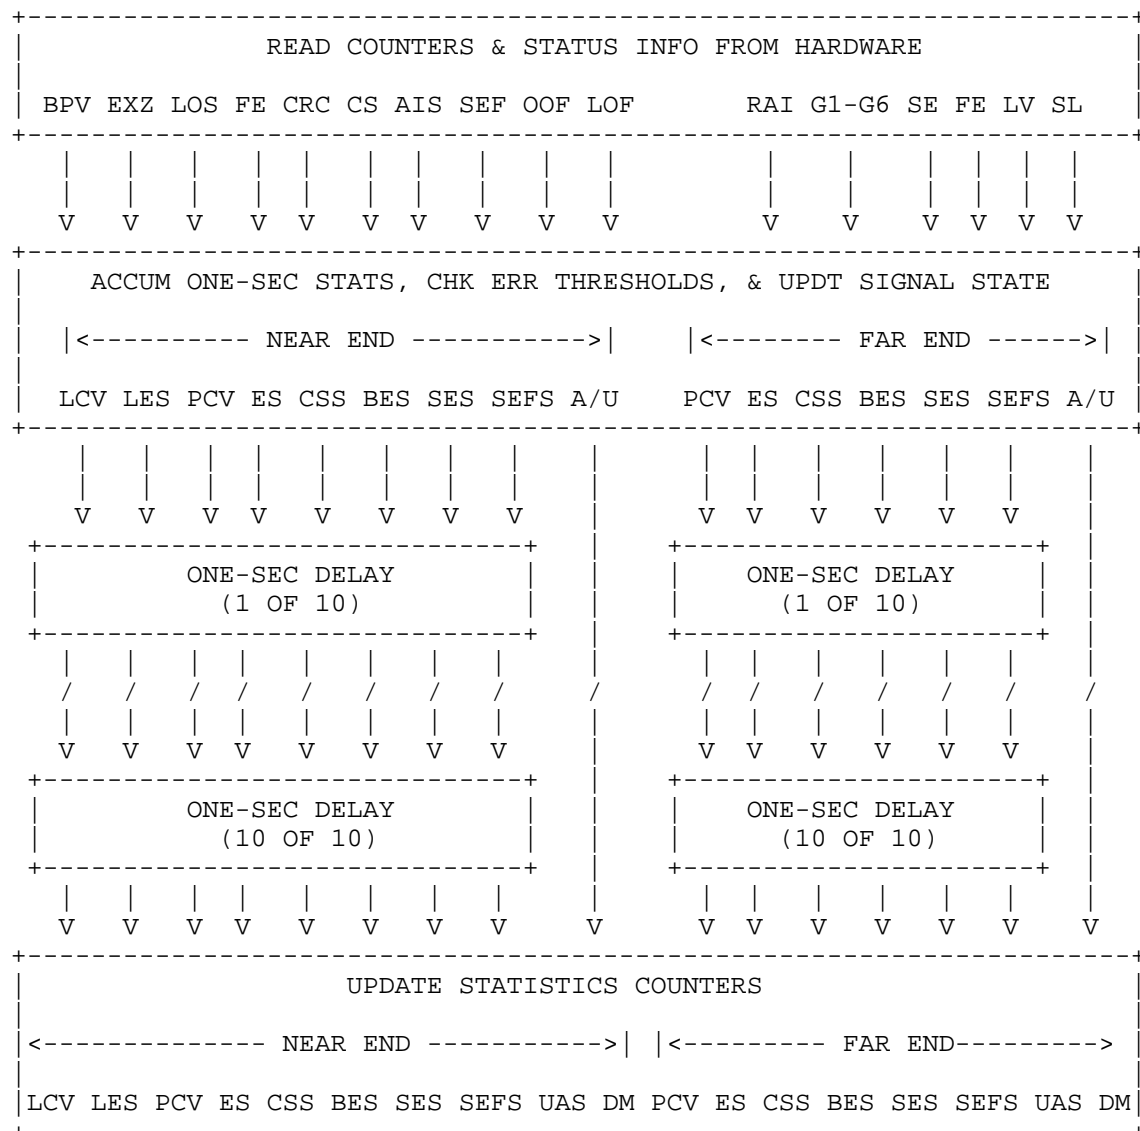 READ COUNTERS & STATUS INFO FROM HARDWARE
BPV EXZ LOS FE CRC CS AIS SEF OOF LOF RAI G1-G6 SE FE LV SL
V V V V V V V V V V V V V V V V
ACCUM ONE-SEC STATS, CHK ERR THRESHOLDS, & UPDT SIGNAL STATE
|<---------- NEAR END ----------->| |<-------- FAR END ------>|
LCV LES PCV ES CSS BES SES SEFS A/U PCV ES CSS BES SES SEFS A/U
V V V V V V V V V V V V V V
ONE-SEC DELAY ONE-SEC DELAY
(1 OF 10) (1 OF 10)
/ / / / / / / / / / / / / / / /
V V V V V V V V V V V V V V
ONE-SEC DELAY ONE-SEC DELAY
(10 OF 10) (10 OF 10)
V V V V V V V V V V V V V V V V
UPDATE STATISTICS COUNTERS
|<-------------- NEAR END ----------->| |<--------- FAR END--------->
LCV LES PCV ES CSS BES SES SEFS UAS DM PCV ES CSS BES SES SEFS UAS DM